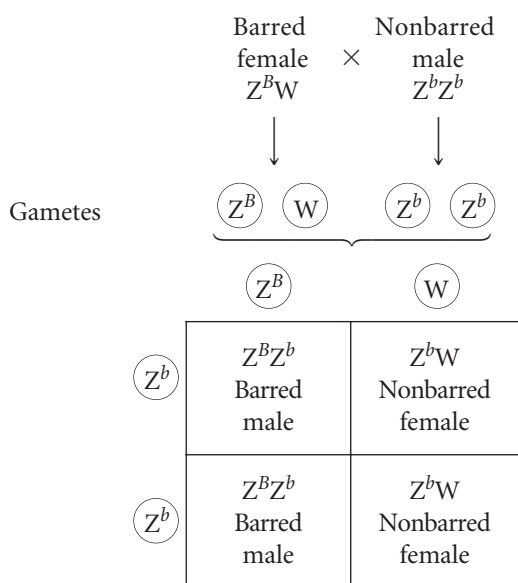 Barred Nonbarred
female × male
Z^B W Z^b Z^b
Gametes Z^B W Z^b Z^b
Z^B W
Z^b Z^B Z^b Z^b W
Barred Nonbarred
male female
Z^b Z^B Z^b Z^b W
Barred Nonbarred
male female